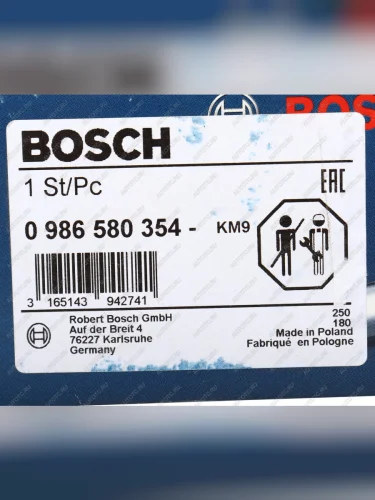 BOSCH
BOSCH
1 St/Pc
EAC
0 986 580 354 -
KM9
3 165143 942741
Robert Bosch GmbH
Auf der Breit 4
76227 Karlsruhe
Germany
250
180
Made in Poland
Fabriqué en Pologne